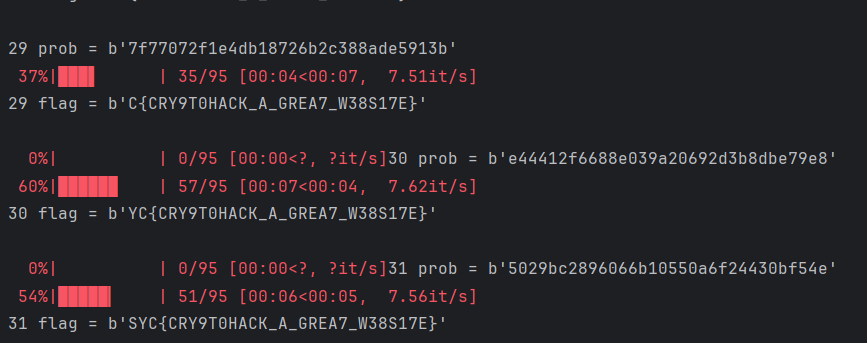 29 prob = b'7f77072f1e4db18726b2c388ade5913b'
37%|███▋ | 35/95 [00:04<00:07, 7.51it/s]
29 flag = b'C{CRY9T0HACK_A_GREA7_W38S17E}'
0%| | 0/95 [00:00<?, ?it/s]30 prob = b'e44412f6688e039a20692d3b8dbe79e8'
60%|██████ | 57/95 [00:07<00:04, 7.62it/s]
30 flag = b'YC{CRY9T0HACK_A_GREA7_W38S17E}'
0%| | 0/95 [00:00<?, ?it/s]31 prob = b'5029bc2896066b10550a6f24430bf54e'
54%|█████▎ | 51/95 [00:06<00:05, 7.56it/s]
31 flag = b'SYC{CRY9T0HACK_A_GREA7_W38S17E}'